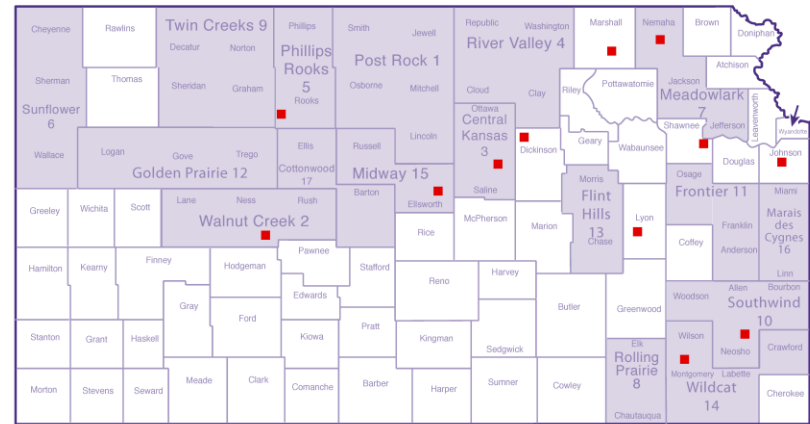 Cheyenne
Rawlins
Twin Creeks 9
Decatur
Norton
Phillips
Phillips
Rooks
5
Rooks
Smith
Jewell
Post Rock 1
Osborne
Mitchell
Republic
Washington
River Valley 4
Cloud
Clay
Marshall
Nemaha
Brown
Doniphan
Atchison
Sherman
Thomas
Sheridan
Graham
Sunflower
6
Riley
Pottawatomie
Jackson
Meadowlark
7
Jefferson
Leavenworth
Wyandotte
Ottawa
Central
Kansas
3
Saline
Lincoln
Dickinson
Geary
Wabaunsee
Shawnee
Douglas
Johnson
Wallace
Logan
Gove
Trego
Golden Prairie 12
Ellis
Cottonwood
17
Russell
Midway 15
Barton
Ellsworth
Morris
Flint
Hills
13
Chase
Osage
Frontier 11
Franklin
Anderson
Miami
Marais
des
Cygnes
16
Linn
Greeley
Wichita
Scott
Lane
Ness
Rush
Walnut Creek 2
Rice
McPherson
Marion
Lyon
Coffey
Hamilton
Kearny
Finney
Hodgeman
Pawnee
Stafford
Edwards
Reno
Harvey
Butler
Greenwood
Woodson
Allen
Bourbon
Southwind
10
Gray
Ford
Stanton
Grant
Haskell
Kiowa
Pratt
Kingman
Sedgwick
Elk
Rolling
Prairie
8
Chautauqua
Wilson
Neosho
Crawford
Montgomery
Labette
Wildcat
14
Cherokee
Morton
Stevens
Seward
Meade
Clark
Comanche
Barber
Harper
Sumner
Cowley